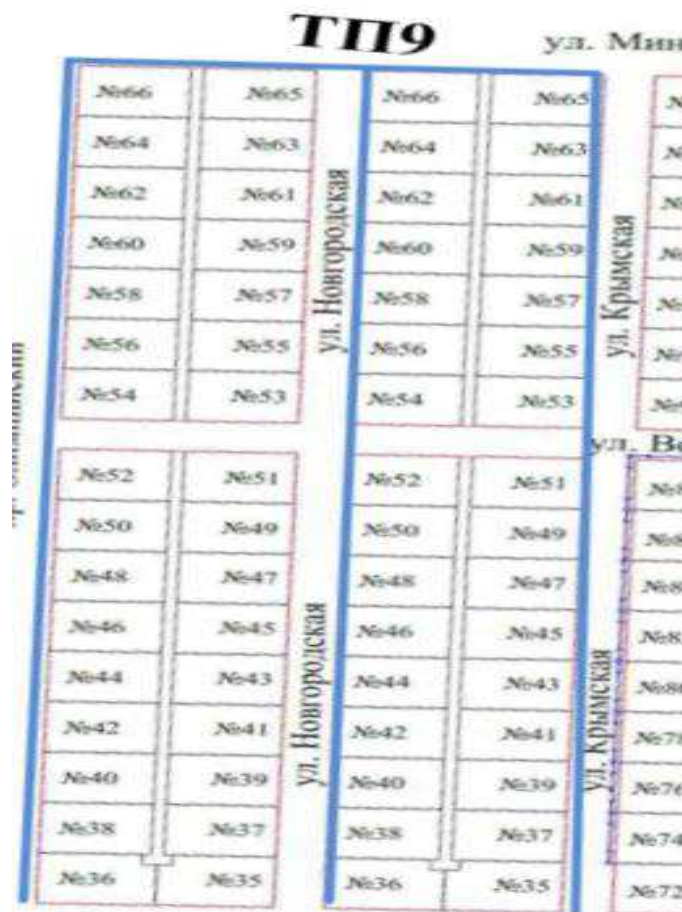 ТП9 ул. Мин
№66 №65 №66 №65
№64 №63 №64 №63
№62 №61 №62 №61
№60 №59 №60 №59
№58 №57 №58 №57
№56 №55 №56 №55
№54 №53 №54 №53
ул. Новгородская
ул. Крымская
ул. Ве
№52 №51 №52 №51
№50 №49 №50 №49
№48 №47 №48 №47
№46 №45 №46 №45
№44 №43 №44 №43
№42 №41 №42 №41 №78
№40 №39 №40 №39 №76
№38 №37 №38 №37 №74
№36 №35 №36 №35 №72
ул. Новгородская
ул. Крымская